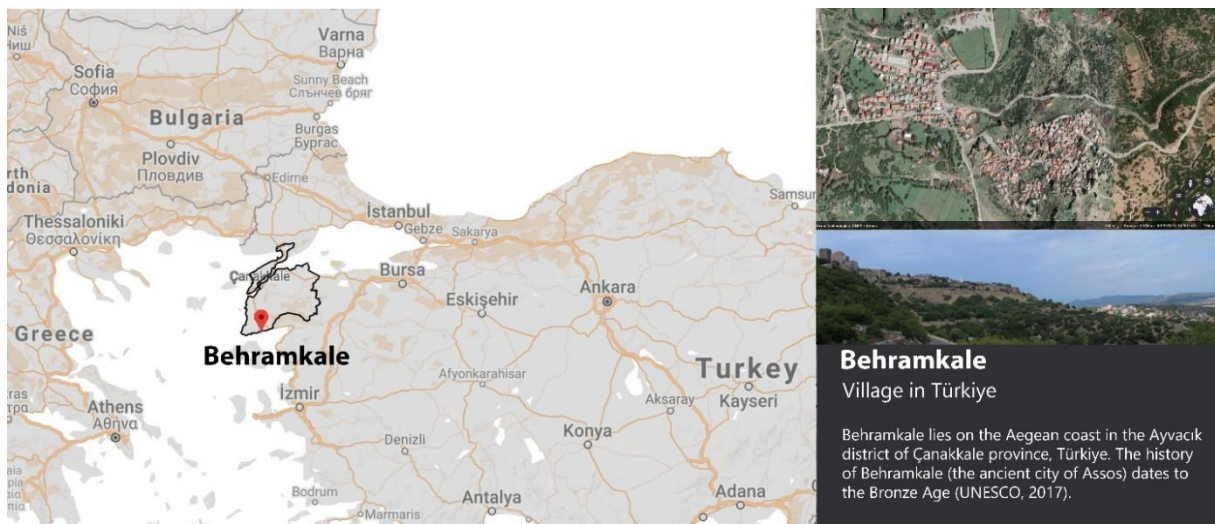 Niš
Ниш
Sofia
София
Bulgaria
Plovdiv
Пловдив
Varna
Варна
Sunny Beach
Слънчев бряг
Burgas
Бургас
Edirne
Thessaloniki
Θεσσαλονίκη
İstanbul
Gebze
Sakarya
Samsun
Çanakkale
Bursa
Eskişehir
Ankara
Greece
Behramkale
Turkey
Kayseri
Afyonkarahisar
İzmir
Aksaray
Athens
Αθήνα
Denizli
Konya
Bodrum
Marmaris
Antalya
Adana
Behramkale
Village in Türkiye
Behramkale lies on the Aegean coast in the Ayvacık
district of Çanakkale province, Türkiye. The history
of Behramkale (the ancient city of Assos) dates to
the Bronze Age (UNESCO, 2017).